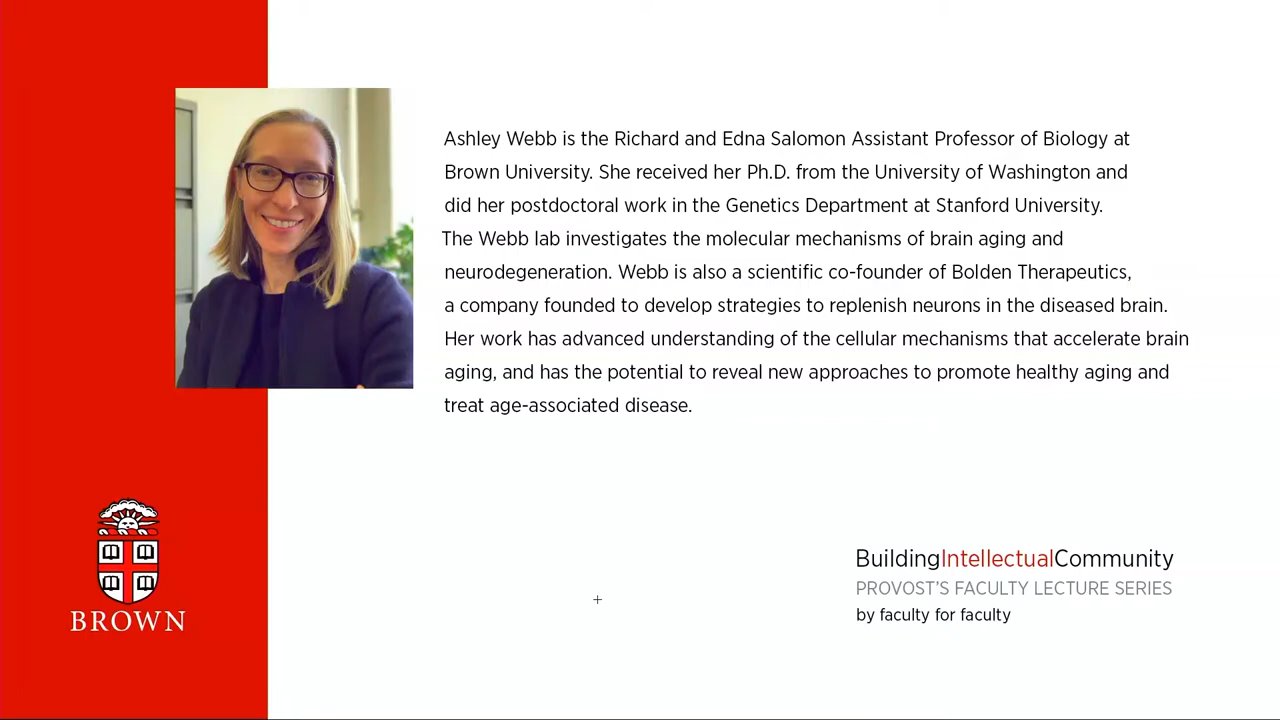 Ashley Webb is the Richard and Edna Salomon Assistant Professor of Biology at
Brown University. She received her Ph.D. from the University of Washington and
did her postdoctoral work in the Genetics Department at Stanford University.
The Webb lab investigates the molecular mechanisms of brain aging and
neurodegeneration. Webb is also a scientific co-founder of Bolden Therapeutics,
a company founded to develop strategies to replenish neurons in the diseased brain.
Her work has advanced understanding of the cellular mechanisms that accelerate brain
aging, and has the potential to reveal new approaches to promote healthy aging and
treat age-associated disease.
BROWN
BuildingIntellectualCommunity
PROVOST'S FACULTY LECTURE SERIES
by faculty for faculty